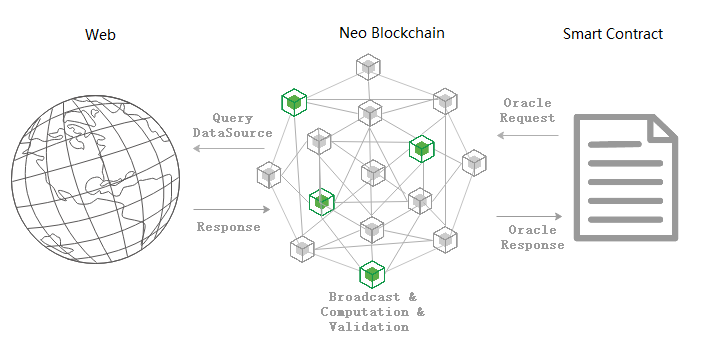 Web
Neo Blockchain
Smart Contract
Query
DataSource
Oracle
Request
Response
Oracle
Response
Broadcast &
Computation &
Validation